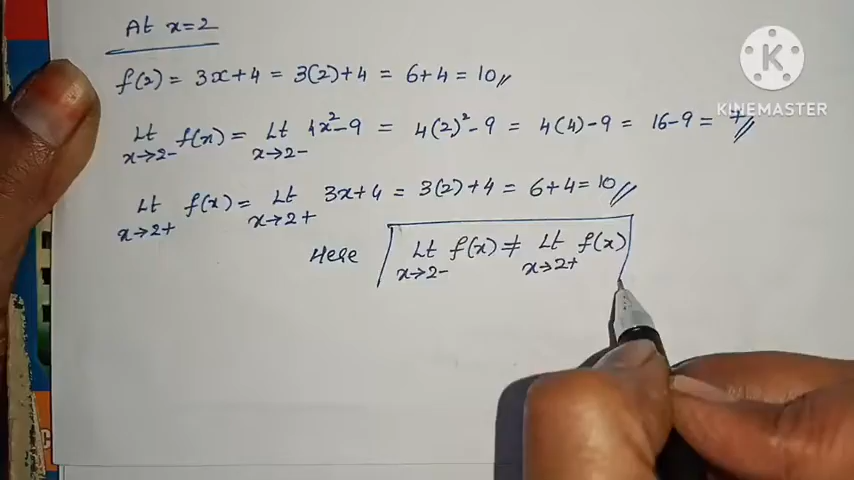 At x=2
f(2) = 3x+4 = 3(2)+4 = 6+4 = 10//
Lt f(x) = Lt 4x²-9 = 4(2)²-9 = 4(4)-9 = 16-9 = 7//
x→2- x→2-
Lt f(x) = Lt 3x+4 = 3(2)+4 = 6+4 = 10//
x→2+ x→2+
Here Lt f(x) ≠ Lt f(x)
x→2- x→2+
K
KINEMASTER